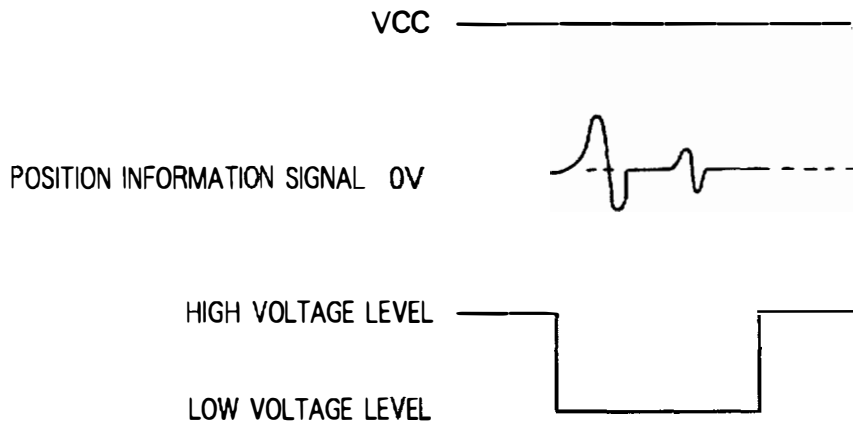 VCC
POSITION INFORMATION SIGNAL 0V
HIGH VOLTAGE LEVEL
LOW VOLTAGE LEVEL